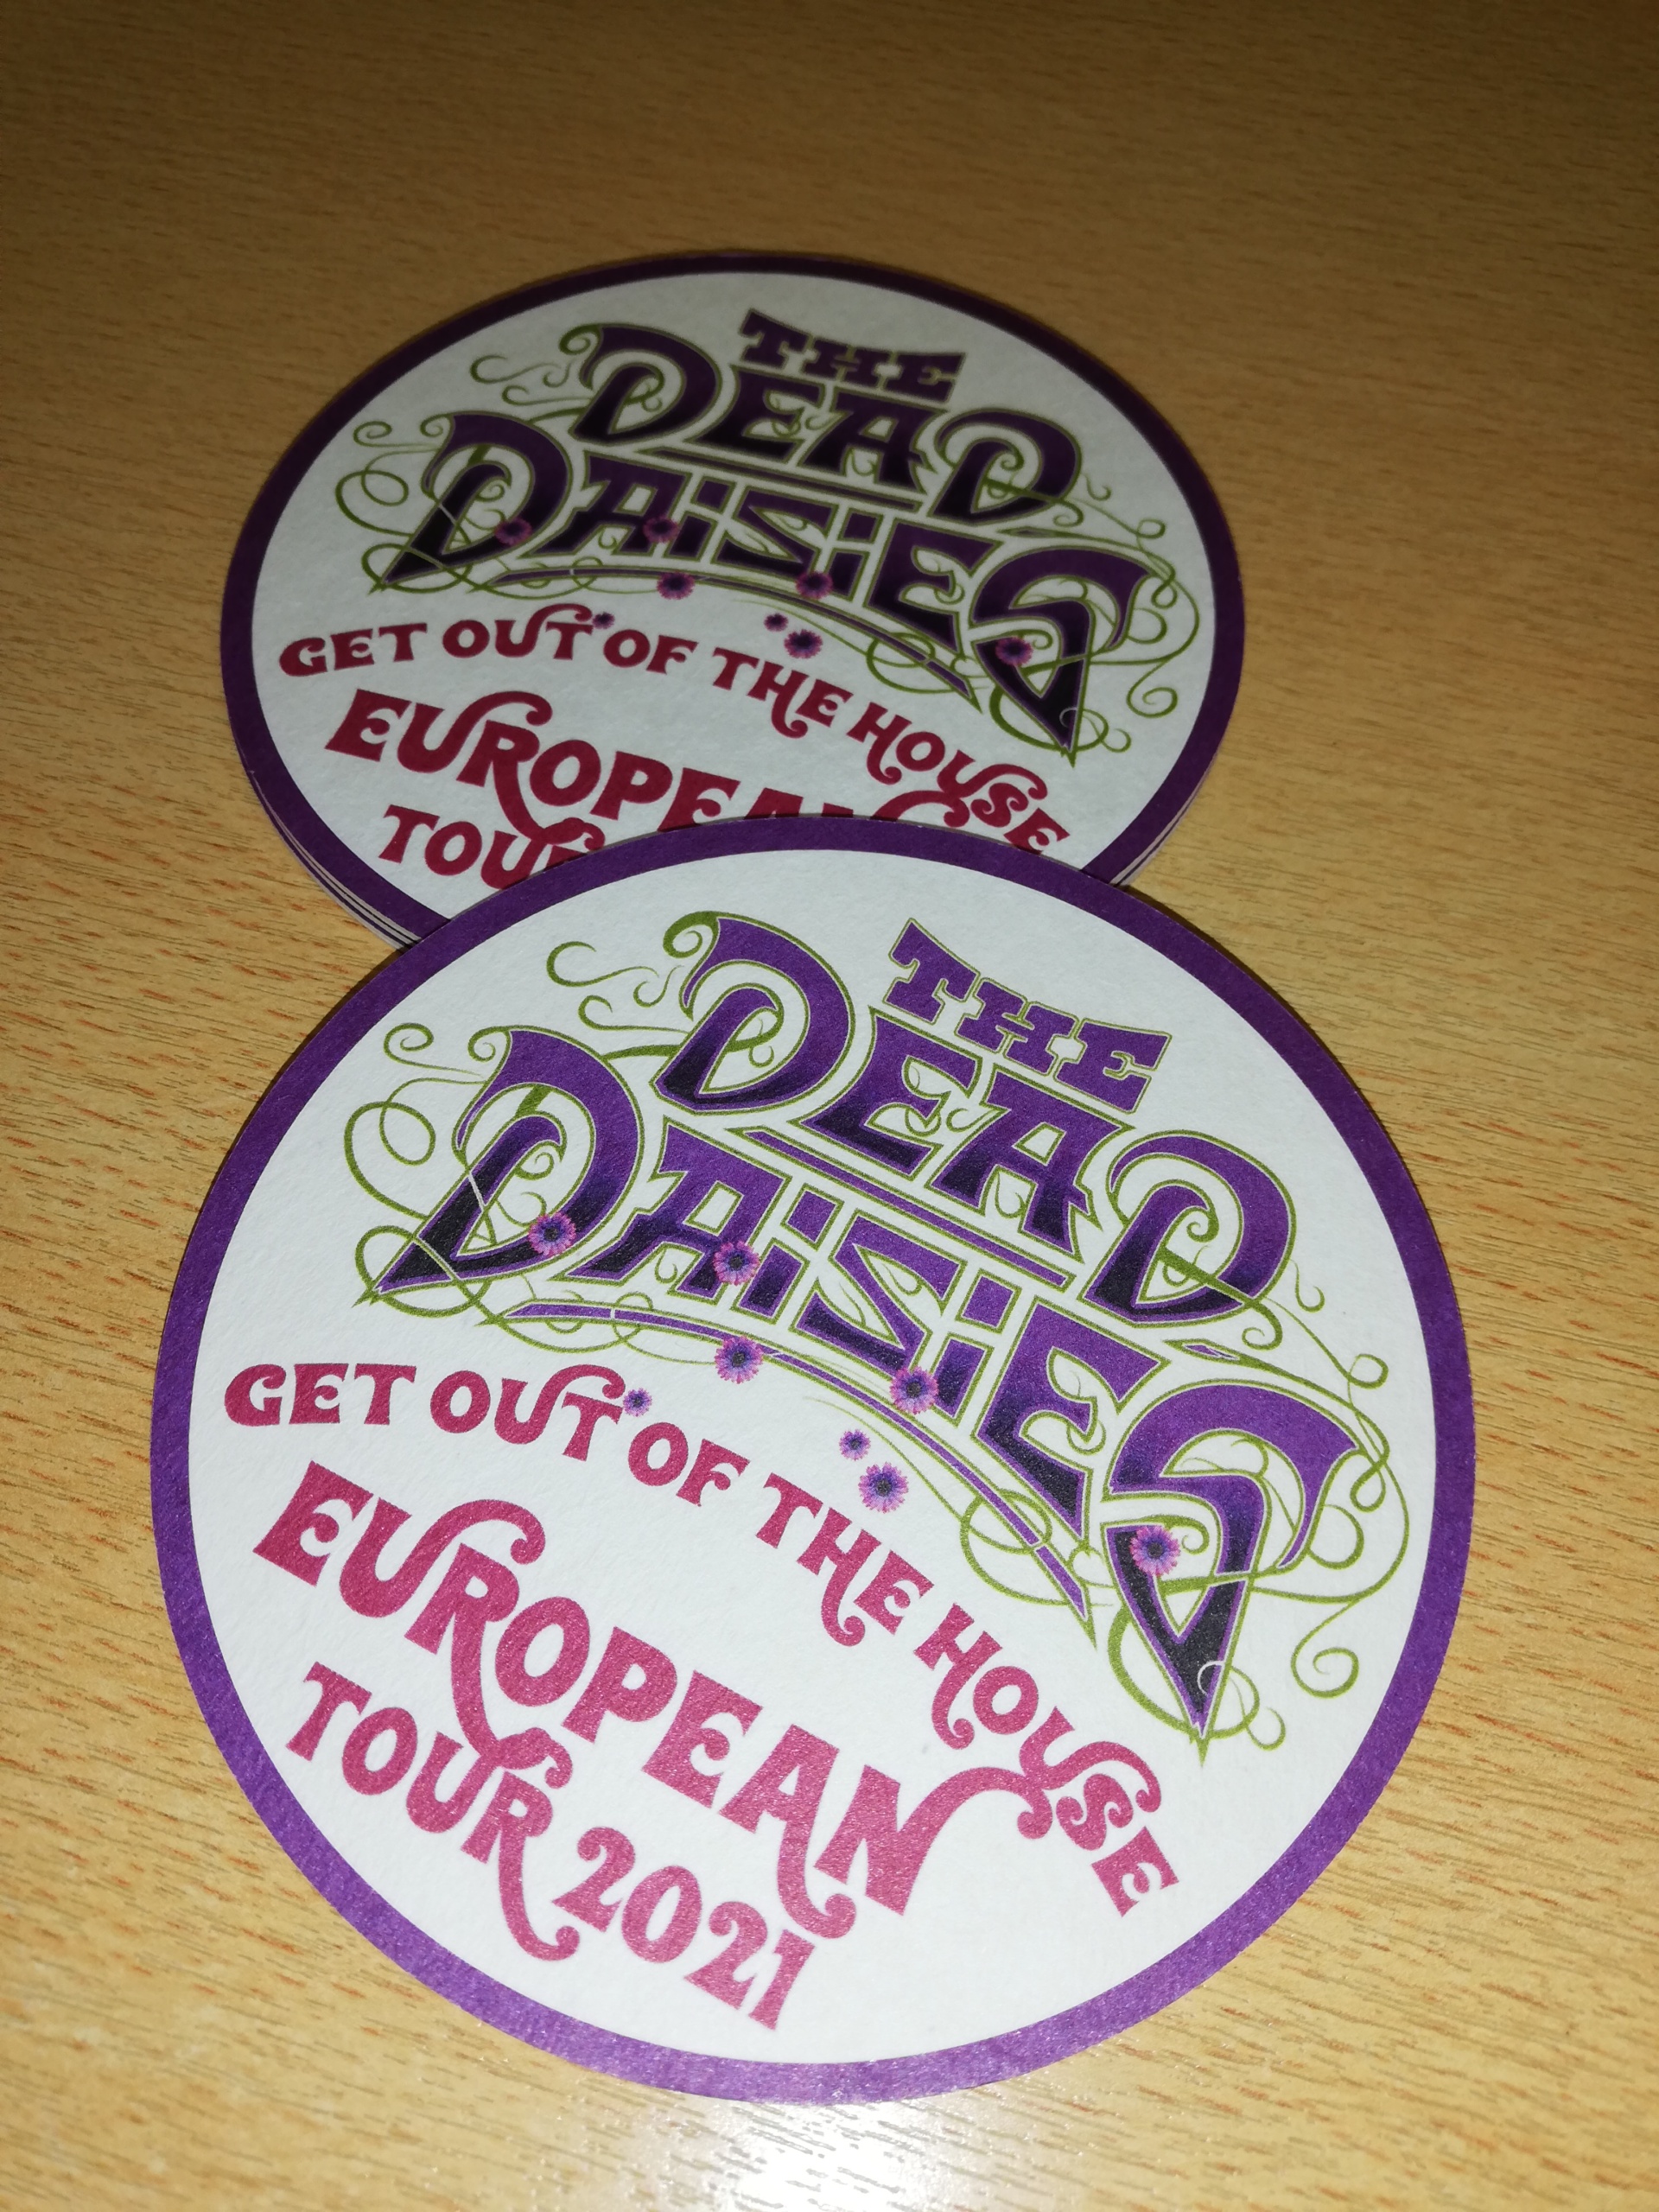 THE
DEAD
DAiSiES
GET OUT OF THE HOUSE
EUROPEAN
TOUR
THE
DEAD
DAiSiES
GET OUT OF THE HOUSE
EUROPEAN
TOUR 2021